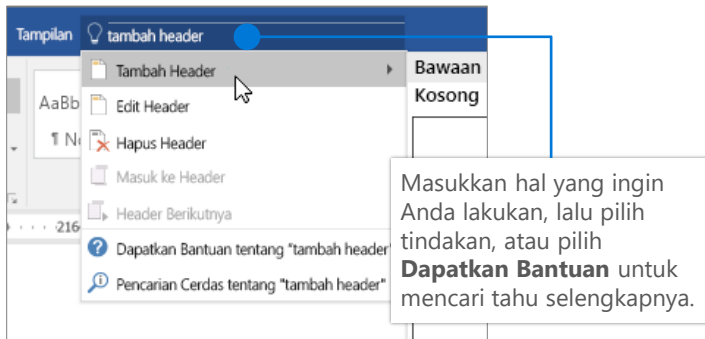 Tampilan tambah header
Tambah Header
Bawaan
Kosong
AaBb
Edit Header
¶ No
Hapus Header
Masuk ke Header
Header Berikutnya
216
Dapatkan Bantuan tentang "tambah header"
Pencarian Cerdas tentang "tambah header"
Masukkan hal yang ingin
Anda lakukan, lalu pilih
tindakan, atau pilih
Dapatkan Bantuan untuk
mencari tahu selengkapnya.